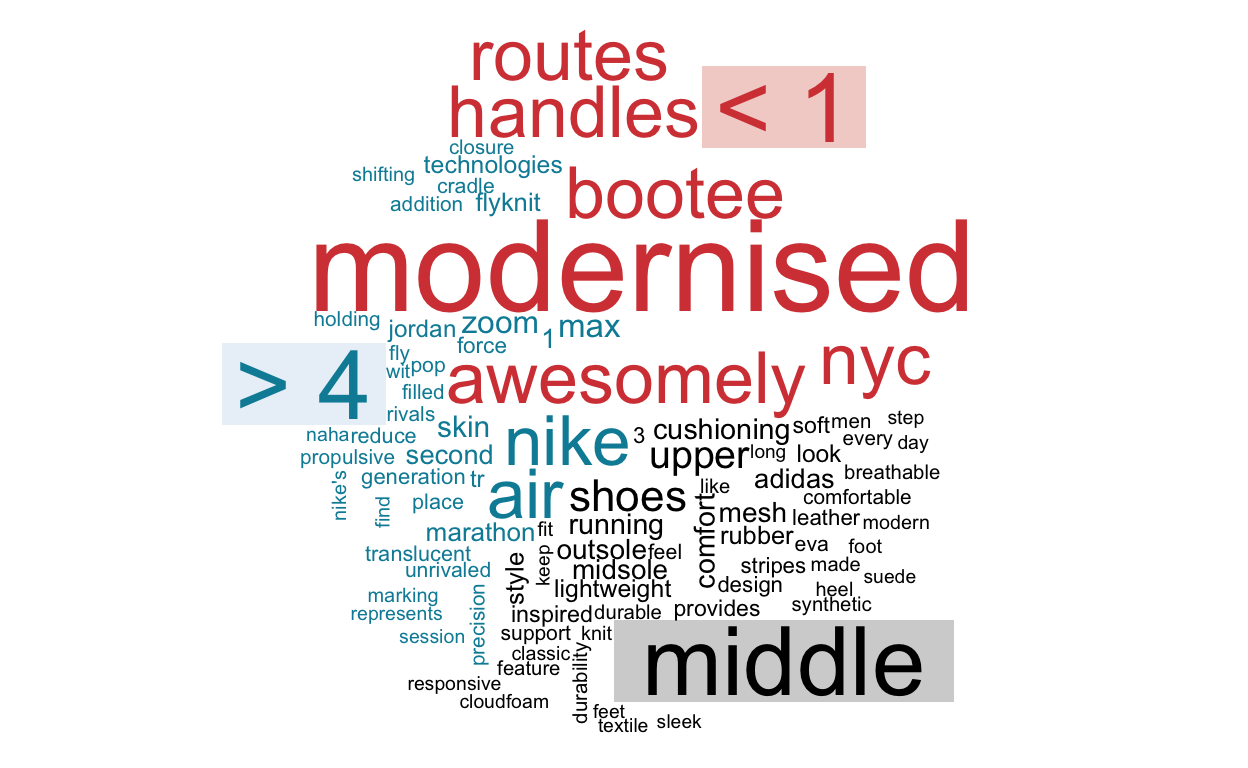 routes
handles < 1
closure
technologies
shifting
cradle
bootee
addition flyknit
modernised
holding
jordan zoom 1 max
force
fly
wit pop
awesomely nyc
> 4
filled
rivals
naha reduce skin nike 3 cushioning soft men step
every day
propulsive second upper long look
nike's generation tr adidas breathable
find place air shoes like comfortable
marathon fit running comfort mesh leather modern
rubber
translucent keep outsole feel eva foot
unrivaled style midsole stripes made
lightweight design heel suede
marking
represents precision inspired durable provides synthetic
session support knit
middle
classic durability
feature
responsive
cloudfoam
feet
textile sleek